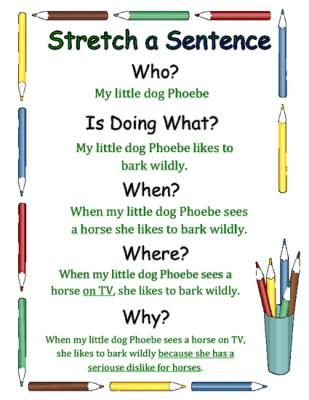 Stretch a Sentence
Who?
My little dog Phoebe
Is Doing What?
My little dog Phoebe likes to
bark wildly.
When?
When my little dog Phoebe sees
a horse she likes to bark wildly.
Where?
When my little dog Phoebe sees a
horse on TV, she likes to bark wildly.
Why?
When my little dog Phoebe sees a horse on TV,
she likes to bark wildly because she has a
seriouse dislike for horses.